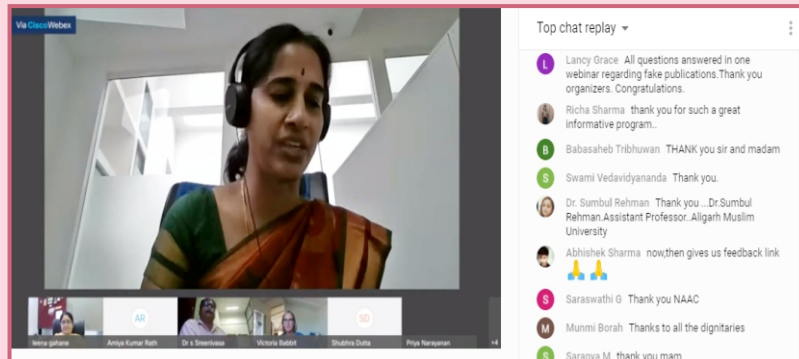 Via Cisco Webex
AR
SD
leena gahane
Amiya Kumar Rath
Dr s Sreenivasa
Victoria Babbit
Shubhra Dutta
Priya Narayanan
+4
Top chat replay
L
Lancy Grace All questions answered in one
webinar regarding fake publications.Thank you
organizers. Congratulations.
Richa Sharma thank you for such a great
informative program..
B
Babasaheb Tribhuwan THANK you sir and madam
S
Swami Vedavidyananda Thank you.
Dr. Sumbul Rehman Thank you ...Dr.Sumbul
Rehman.Assistant Professor..Aligarh Muslim
University
Abhishek Sharma now,then gives us feedback link
🙏 🙏
S
Saraswathi G Thank you NAAC
M
Munmi Borah Thanks to all the dignitaries
S
Saranya M thank you mam